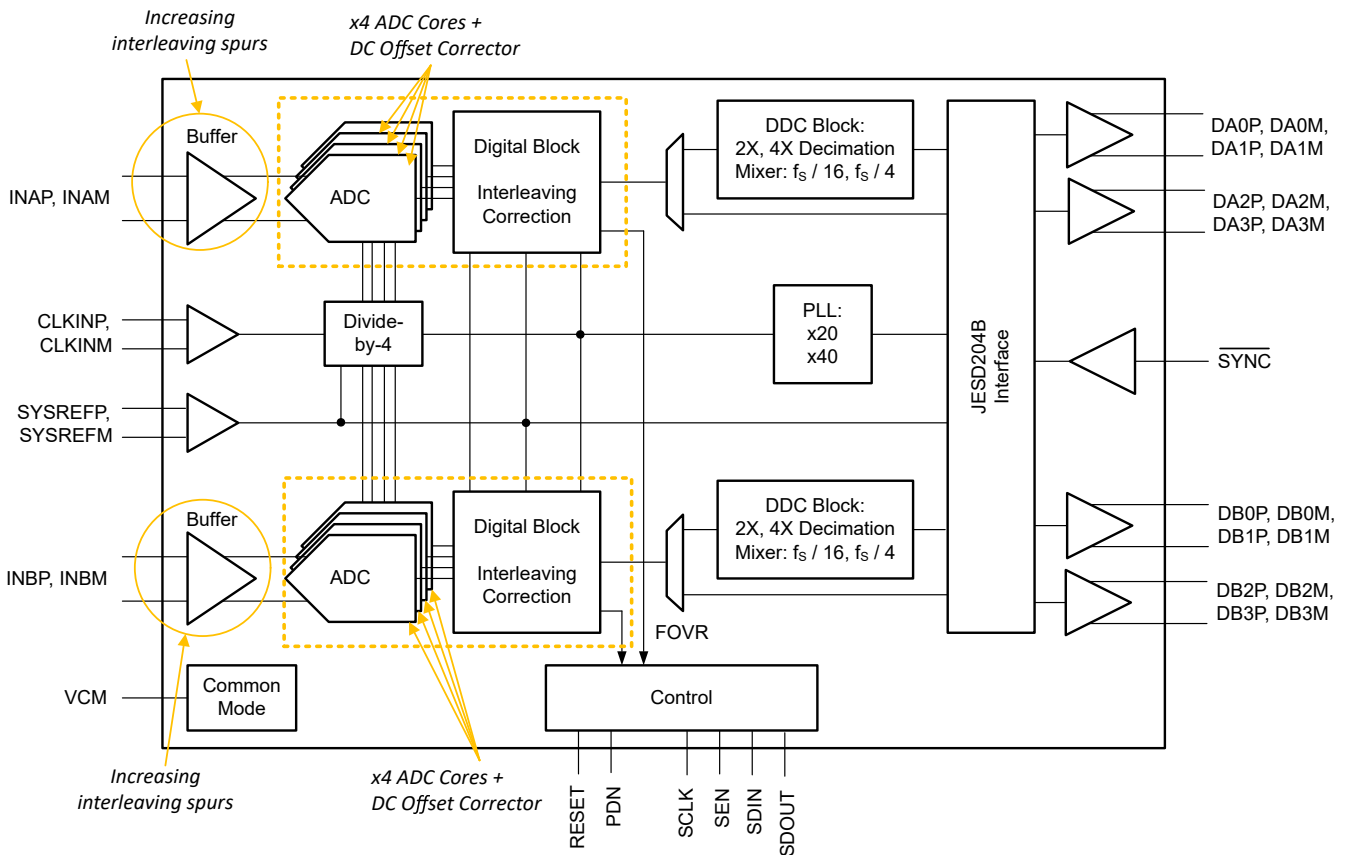 Increasing
interleaving spurs
x4 ADC Cores +
DC Offset Corrector
Buffer
INAP, INAM
ADC
Digital Block
Interleaving
Correction
DDC Block:
2X, 4X Decimation
Mixer: fS / 16, fS / 4
DA0P, DA0M,
DA1P, DA1M
DA2P, DA2M,
DA3P, DA3M
CLKINP,
CLKINM
Divide-
by-4
PLL:
x20
x40
JESD204B
Interface
SYNC
SYSREFP,
SYSREFM
Buffer
INBP, INBM
ADC
Digital Block
Interleaving
Correction
DDC Block:
2X, 4X Decimation
Mixer: fS / 16, fS / 4
DB0P, DB0M,
DB1P, DB1M
DB2P, DB2M,
DB3P, DB3M
FOVR
VCM
Common
Mode
Control
Increasing
interleaving spurs
x4 ADC Cores +
DC Offset Corrector
RESET
PDN
SCLK
SEN
SDIN
SDOUT